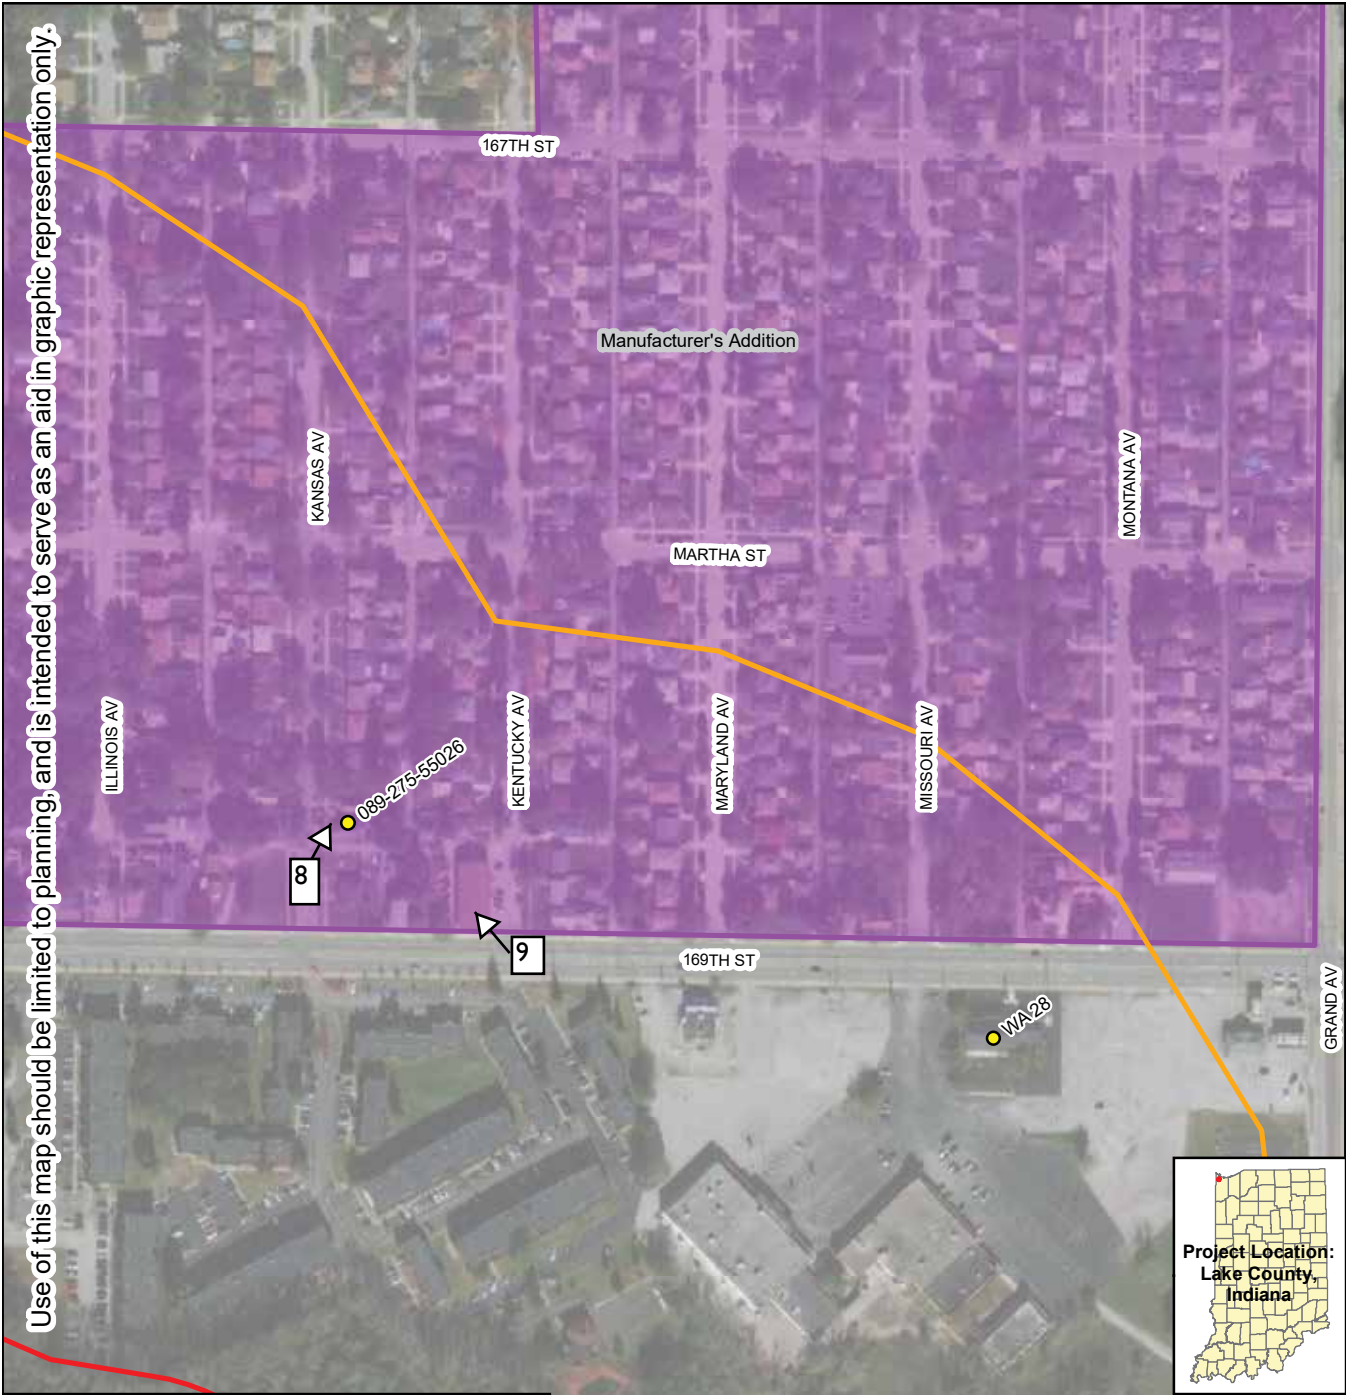 Use of this map should be limited to planning, and is intended to serve as an aid in graphic representation only.
167TH ST
Manufacturer's Addition
KANSAS AV
MONTANA AV
MARTHA ST
ILLINOIS AV
KENTUCKY AV
MARYLAND AV
MISSOURI AV
089-275-55026
8
9
169TH ST
GRAND AV
WA 28
Project Location:
Lake County,
Indiana